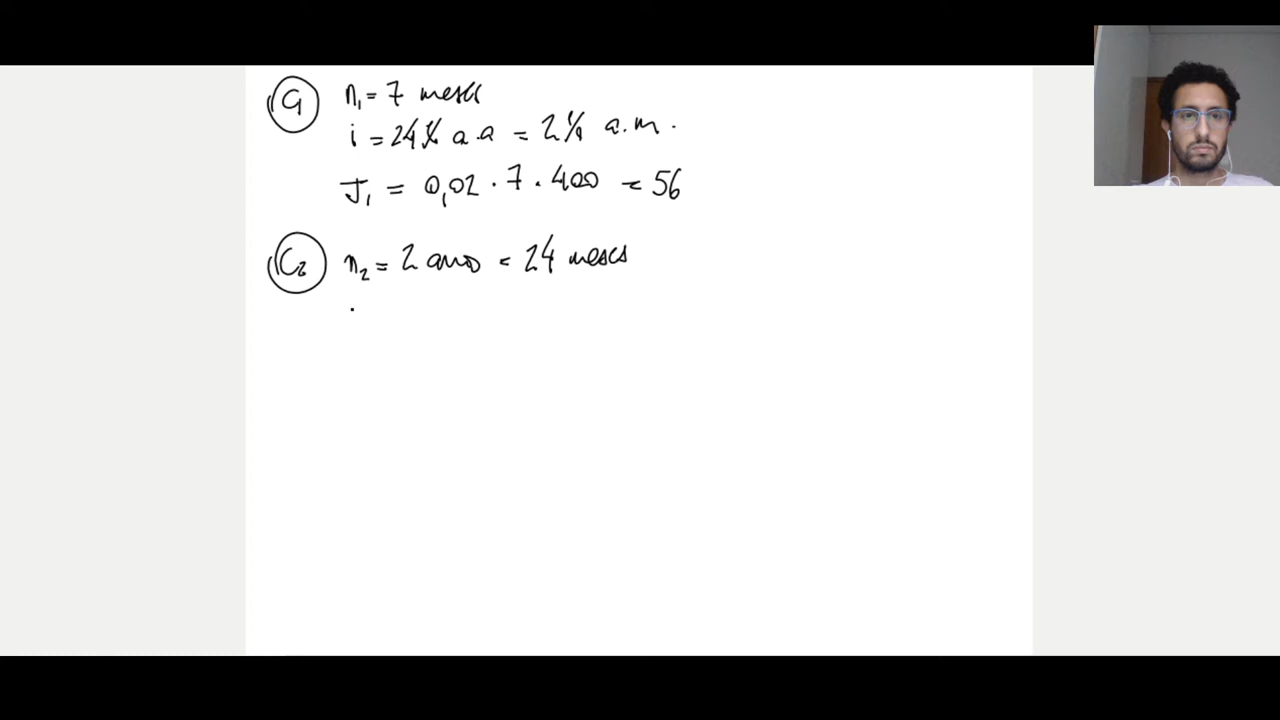 C1 n1 = 7 meses
i = 24% a.a = 2% a.m.
J1 = 0,02 . 7 . 400 = 56
C2 n2 = 2 anos = 24 meses